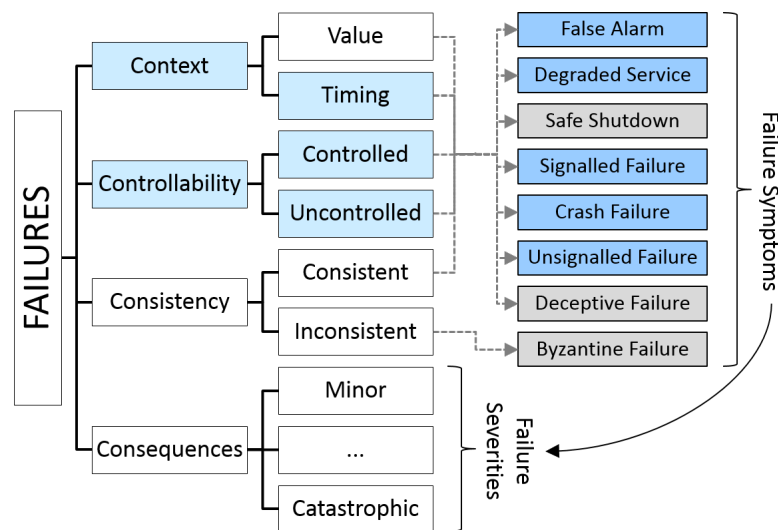 FAILURES
Context
Controllability
Consistency
Consequences
Value
Timing
Controlled
Uncontrolled
Consistent
Inconsistent
Minor
...
Catastrophic
Failure
Severities
False Alarm
Degraded Service
Safe Shutdown
Signalled Failure
Crash Failure
Unsignalled Failure
Deceptive Failure
Byzantine Failure
Failure Symptoms